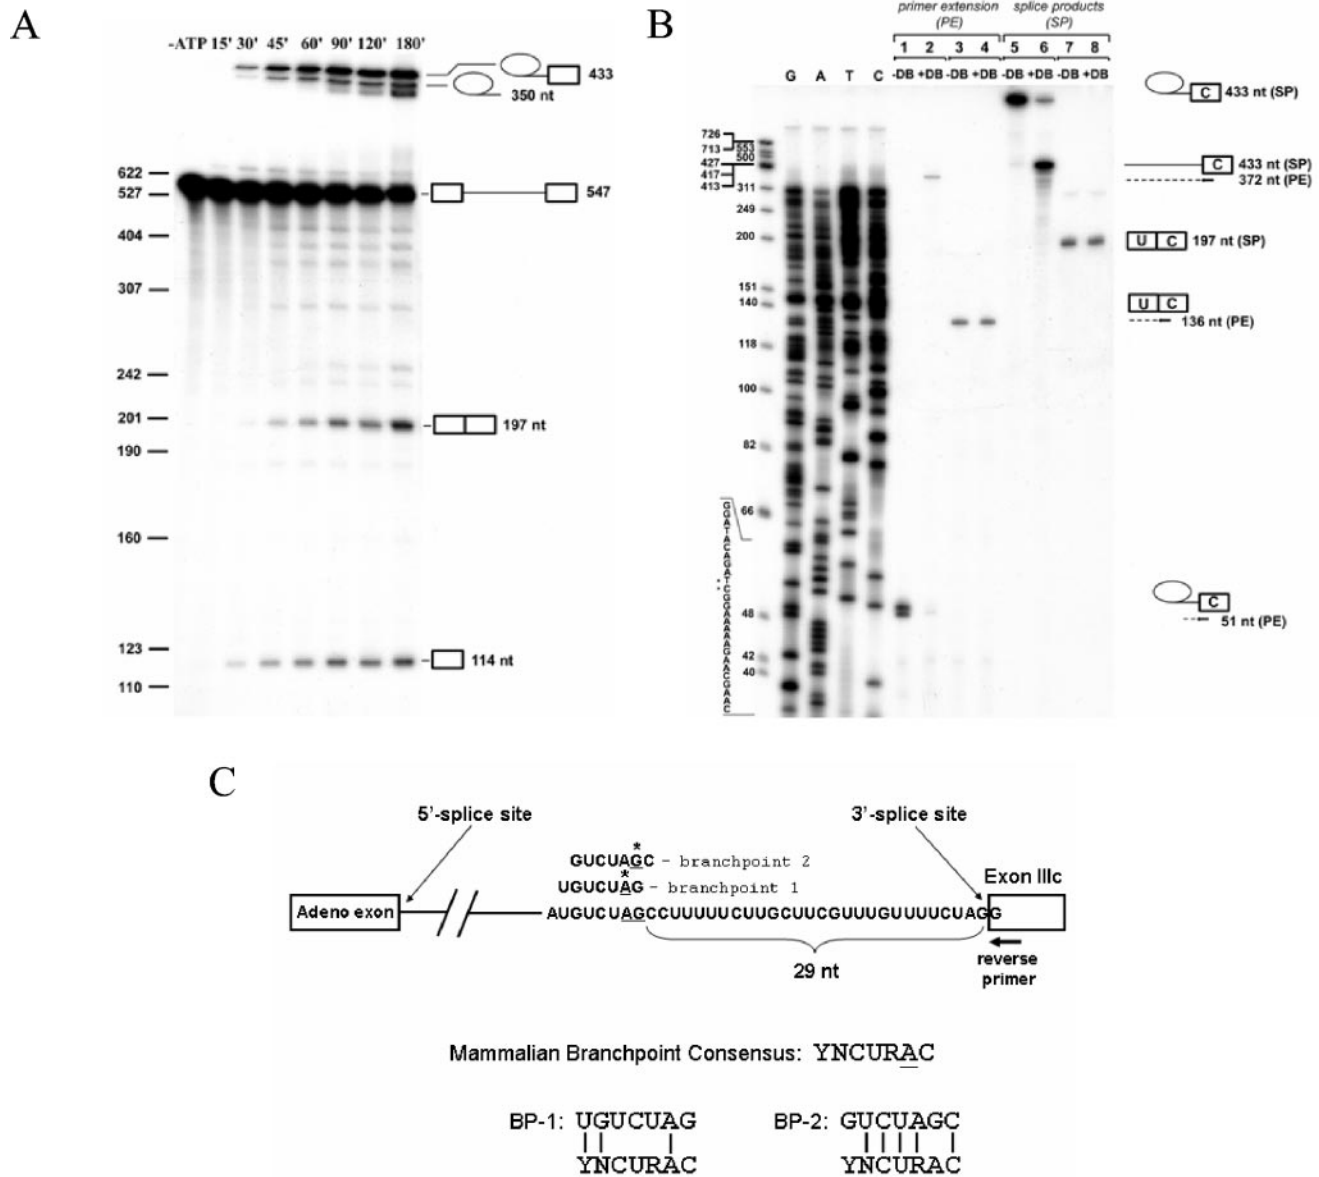 A
-ATP 15' 30' 45' 60' 90' 120' 180'
433
350 nt
622
527
547
404
307
242
201
197 nt
190
160
123
114 nt
110
B
primer extension splice products
(PE) (SP)
1 2 3 4 5 6 7 8
G A T C -DB +DB -DB +DB -DB +DB -DB +DB
C 433 nt (SP)
726
713 553
500
427
417
413 311
C 433 nt (SP)
372 nt (PE)
249
200
U C 197 nt (SP)
151
140
U C
136 nt (PE)
118
100
82
66
GGATACAGATCGGAAAAGAACGAAC
48
C
51 nt (PE)
42
40
C
5'-splice site 3'-splice site
*
GUCUAGC - branchpoint 2
*
UGUCUAG - branchpoint 1
Exon IIIc
Adeno exon AUGUCUAGCCUUUUUCUUGCUUCGUUUGUUUUCUAGG
29 nt
reverse
primer
Mammalian Branchpoint Consensus: YNCURAC
BP-1: UGUCUAG BP-2: GUCUAGC
YNCURAC YNCURAC